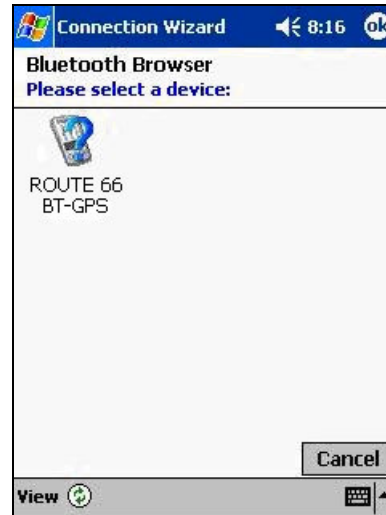 Connection Wizard 8:16 ok
Bluetooth Browser
Please select a device:
ROUTE 66
BT-GPS
Cancel
View